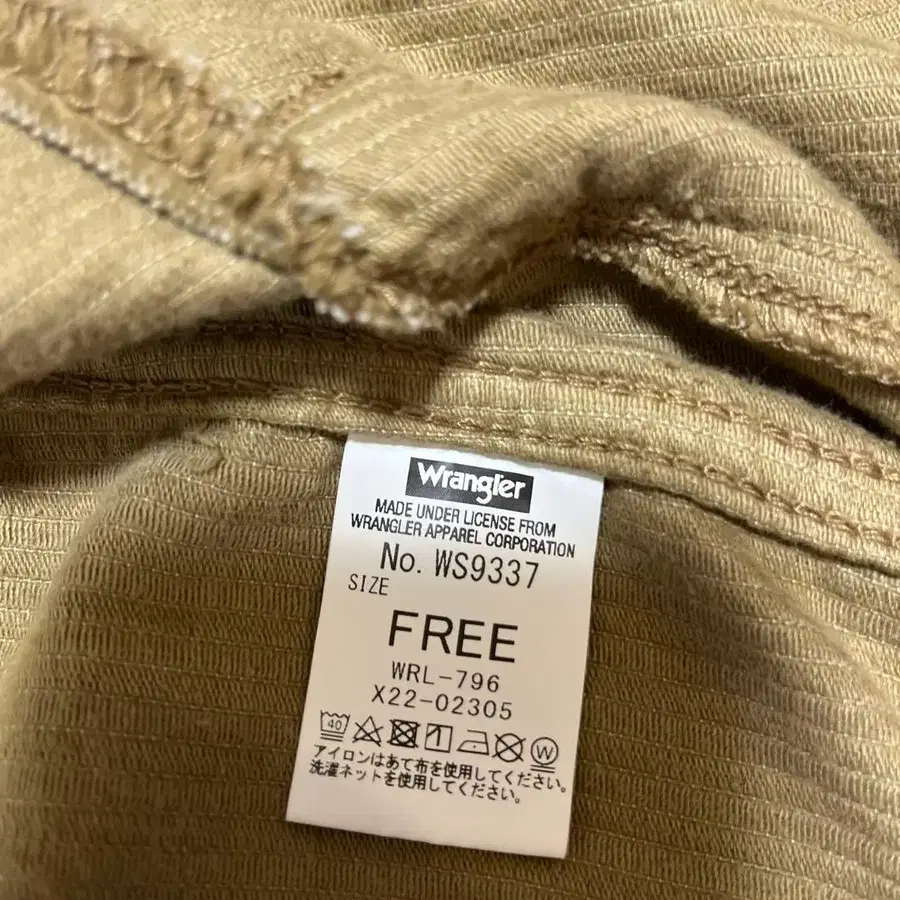 Wrangler
MADE UNDER LICENSE FROM
WRANGLER APPAREL CORPORATION
No. WS9337
SIZE
FREE
WRL-796
X22-02305
40 W
アイロンはあて布を使用してください。
洗濯ネットを使用してください。